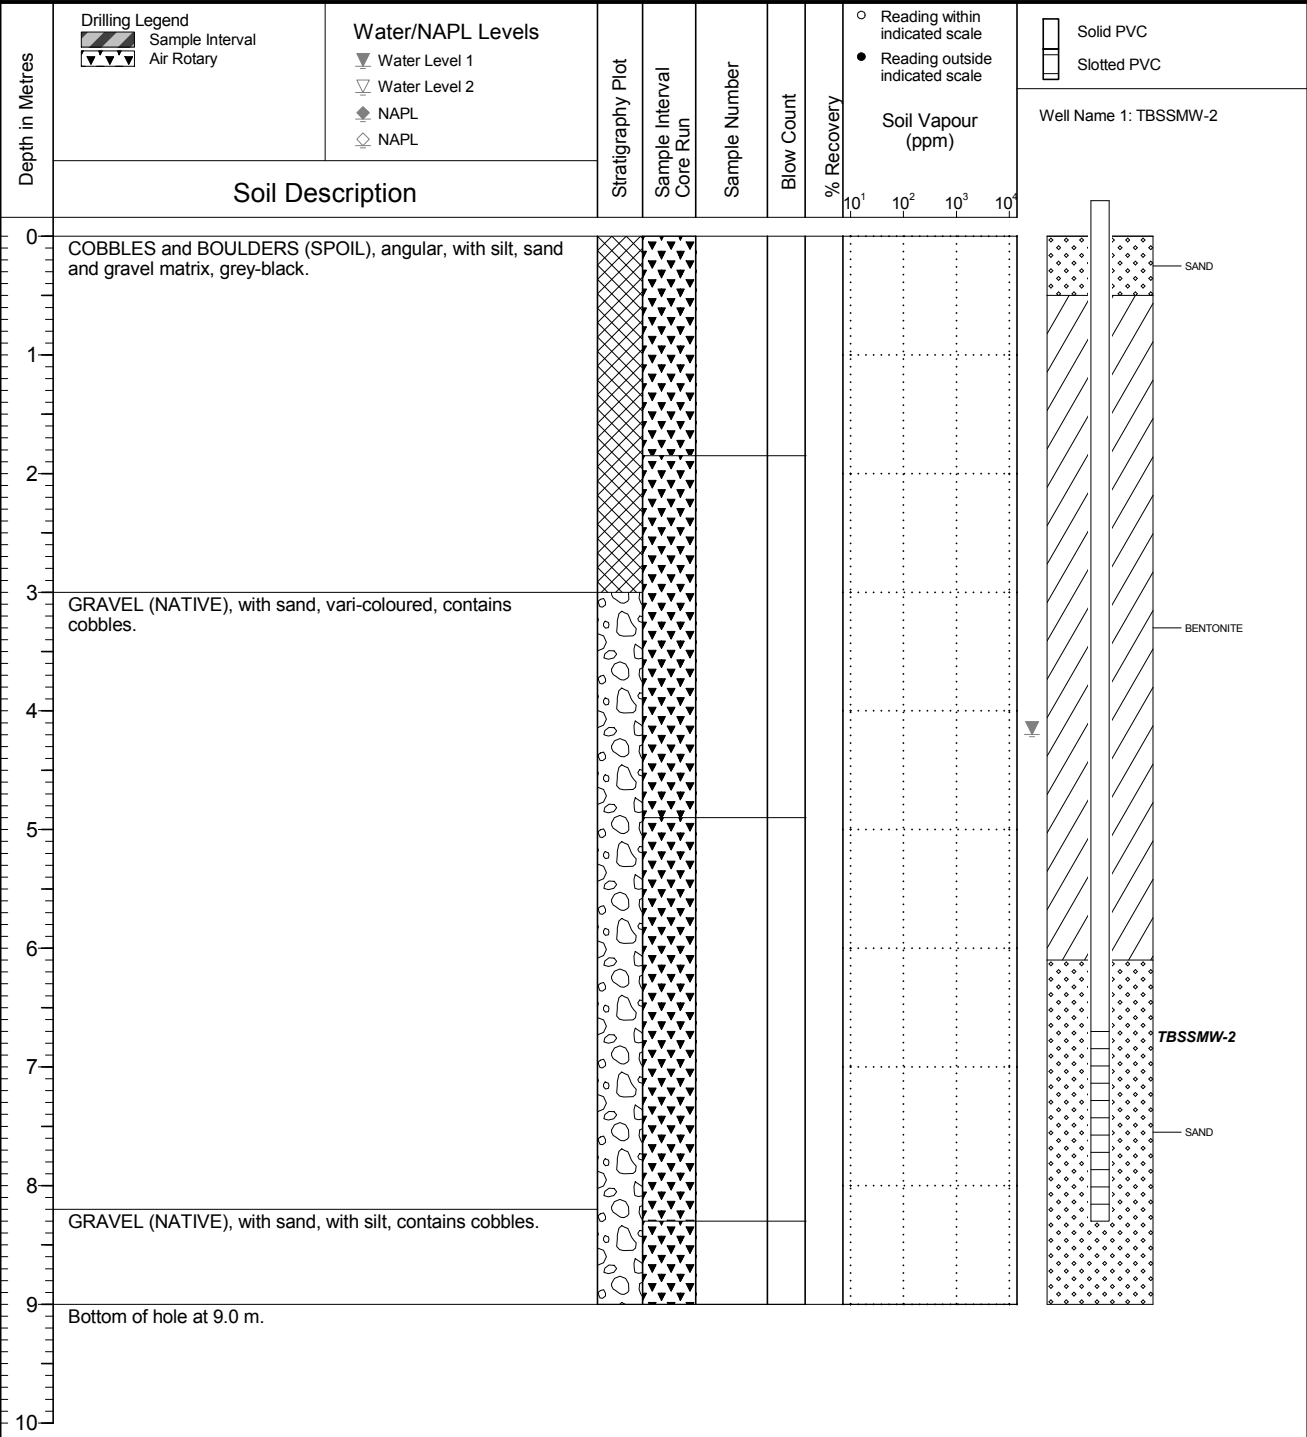 Depth in Metres
Drilling Legend
Sample Interval
Air Rotary
Water/NAPL Levels
Water Level 1
Water Level 2
NAPL
NAPL
Soil Description
Stratigraphy Plot
Sample Interval
Core Run
Sample Number
Blow Count
% Recovery
Reading within
indicated scale
Reading outside
indicated scale
Soil Vapour
(ppm)
10¹ 10² 10³ 10⁴
Solid PVC
Slotted PVC
Well Name 1: TBSSMW-2
0
COBBLES and BOULDERS (SPOIL), angular, with silt, sand
and gravel matrix, grey-black.
SAND
1
2
3
GRAVEL (NATIVE), with sand, vari-coloured, contains
cobbles.
BENTONITE
4
5
6
TBSSMW-2
7
SAND
8
GRAVEL (NATIVE), with sand, with silt, contains cobbles.
9
Bottom of hole at 9.0 m.
10